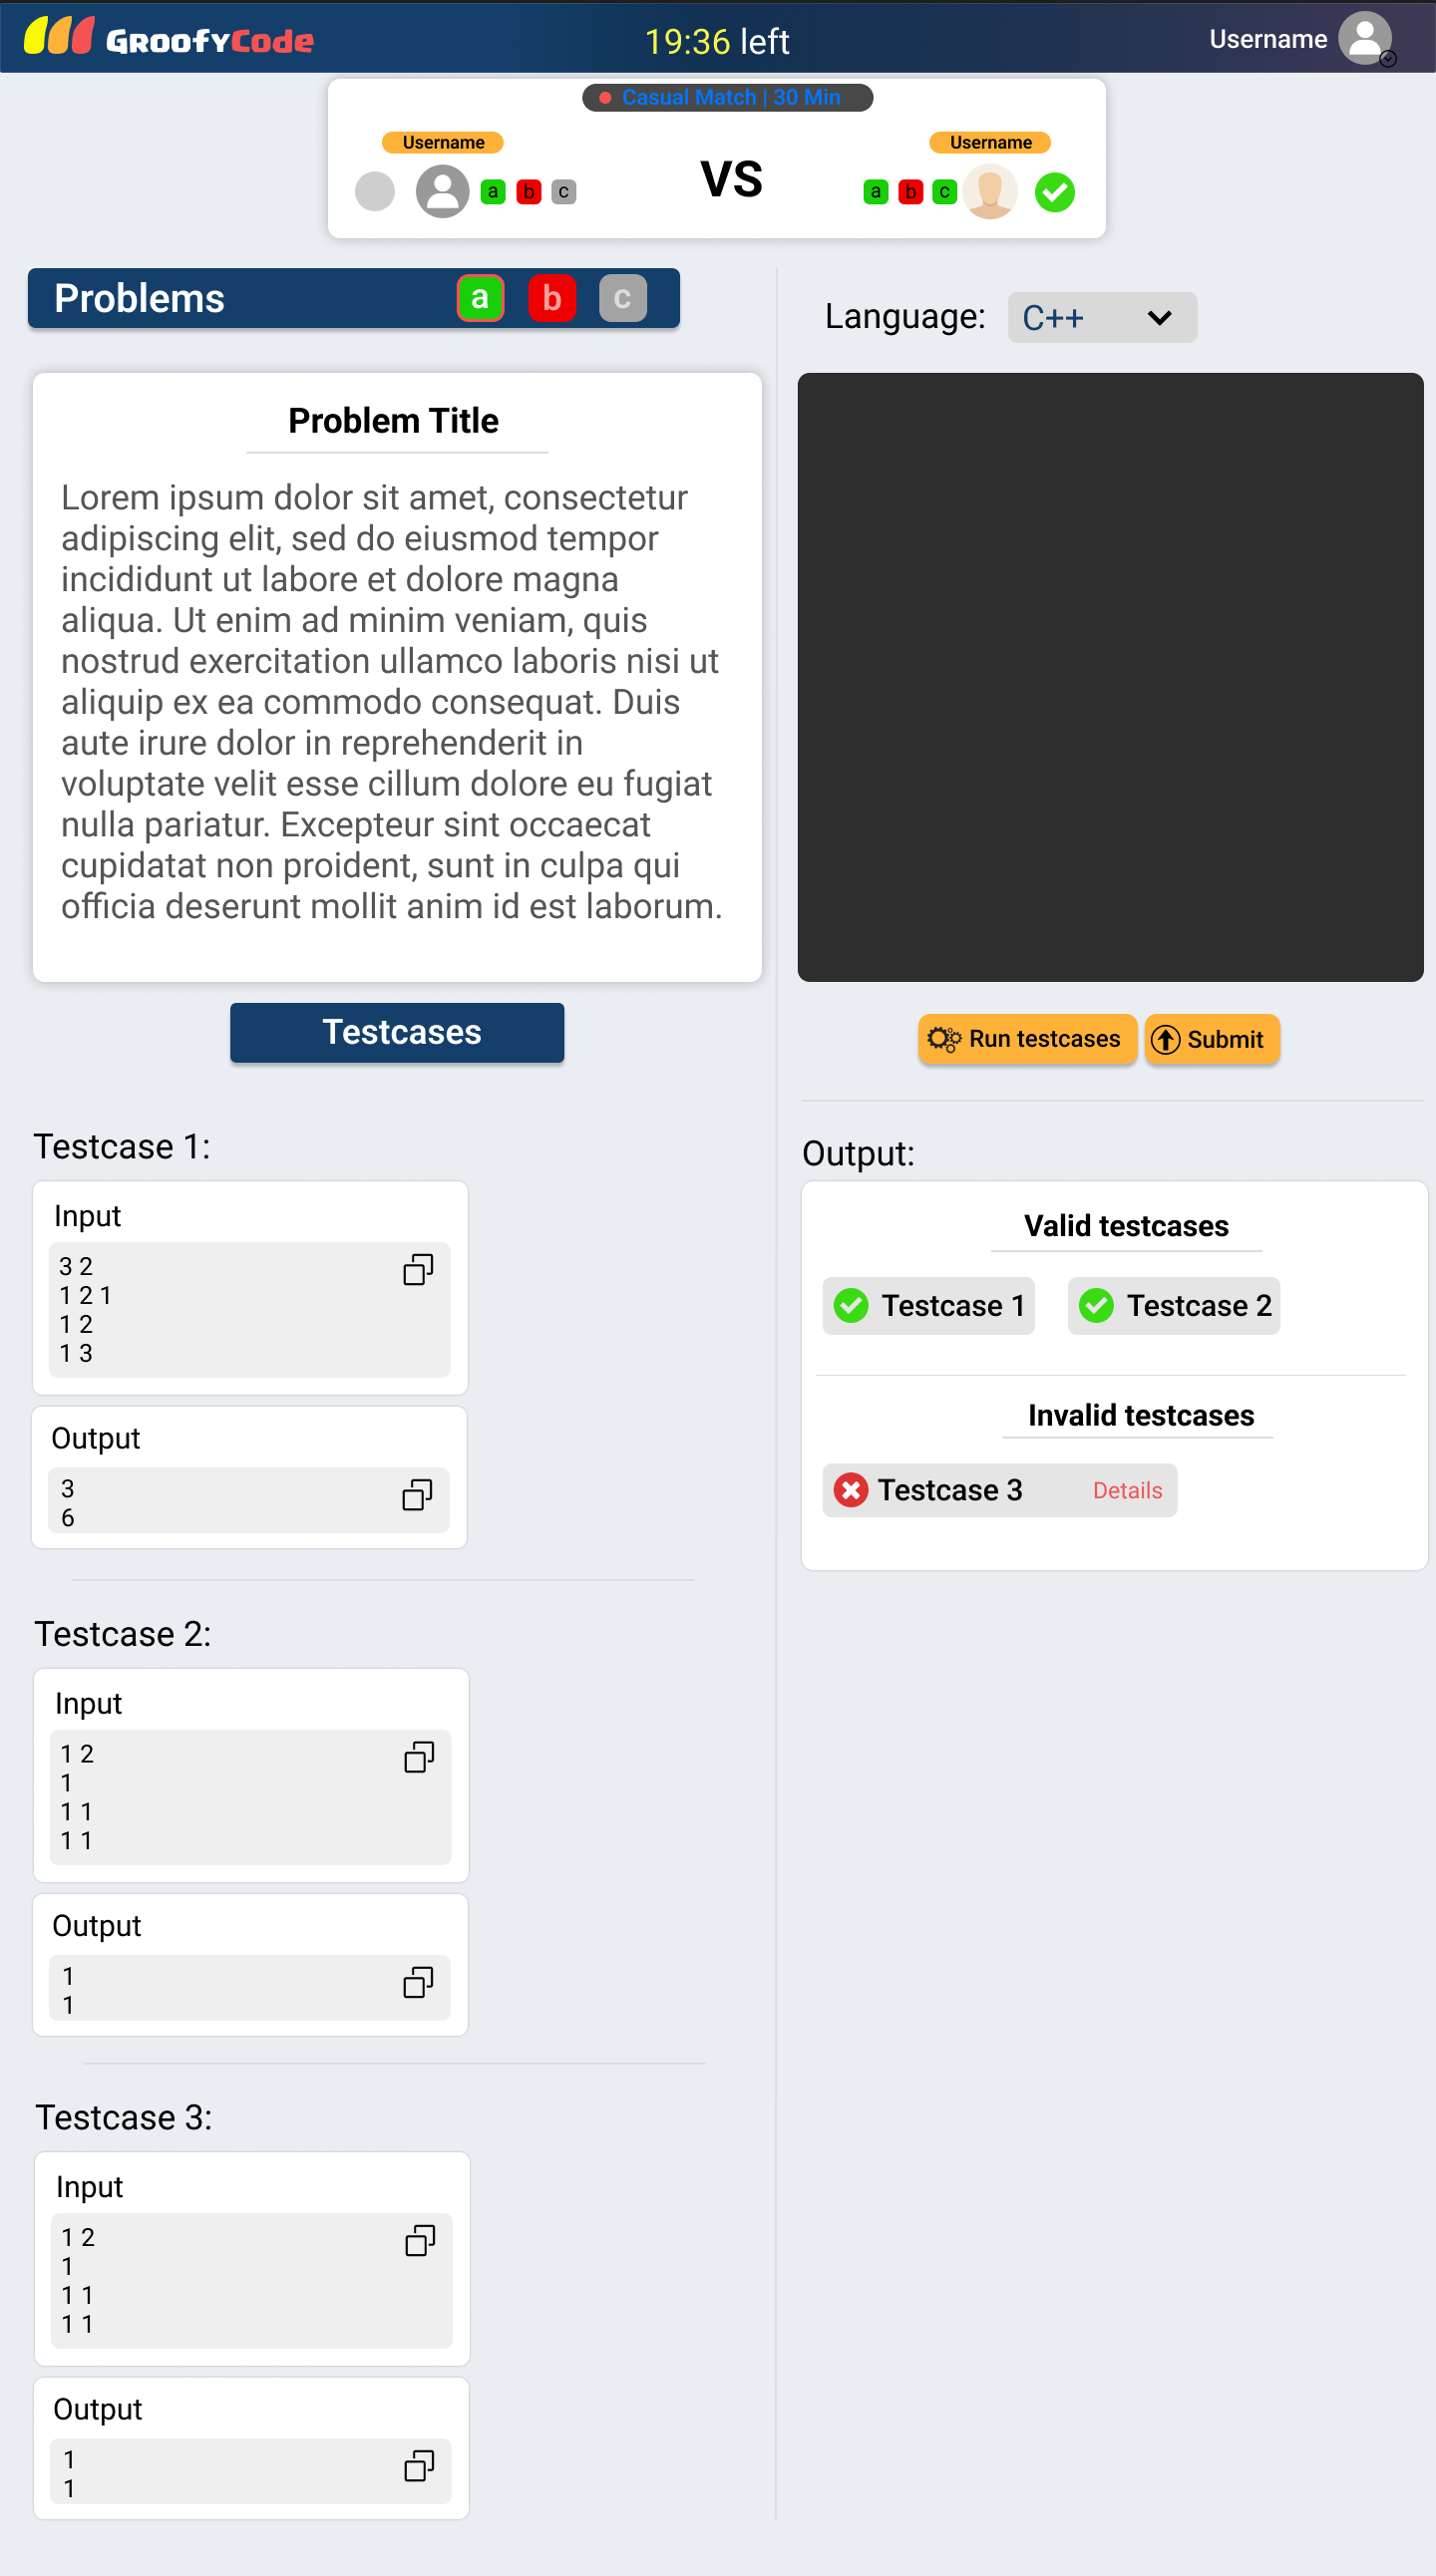 GROOFYCODE
19:36 left
Username
Casual Match | 30 Min
Username
Username
a b c
VS
a b c
Problems
a b c
Language: C++
Problem Title
Lorem ipsum dolor sit amet, consectetur
adipiscing elit, sed do eiusmod tempor
incididunt ut labore et dolore magna
aliqua. Ut enim ad minim veniam, quis
nostrud exercitation ullamco laboris nisi ut
aliquip ex ea commodo consequat. Duis
aute irure dolor in reprehenderit in
voluptate velit esse cillum dolore eu fugiat
nulla pariatur. Excepteur sint occaecat
cupidatat non proident, sunt in culpa qui
officia deserunt mollit anim id est laborum.
Testcases
Run testcases
Submit
Testcase 1:
Input
3 2
1 2 1
1 2
1 3
Output
3
6
Testcase 2:
Input
1 2
1
1 1
1 1
Output
1
1
Testcase 3:
Input
1 2
1
1 1
1 1
Output
1
1
Output:
Valid testcases
Testcase 1
Testcase 2
Invalid testcases
Testcase 3
Details